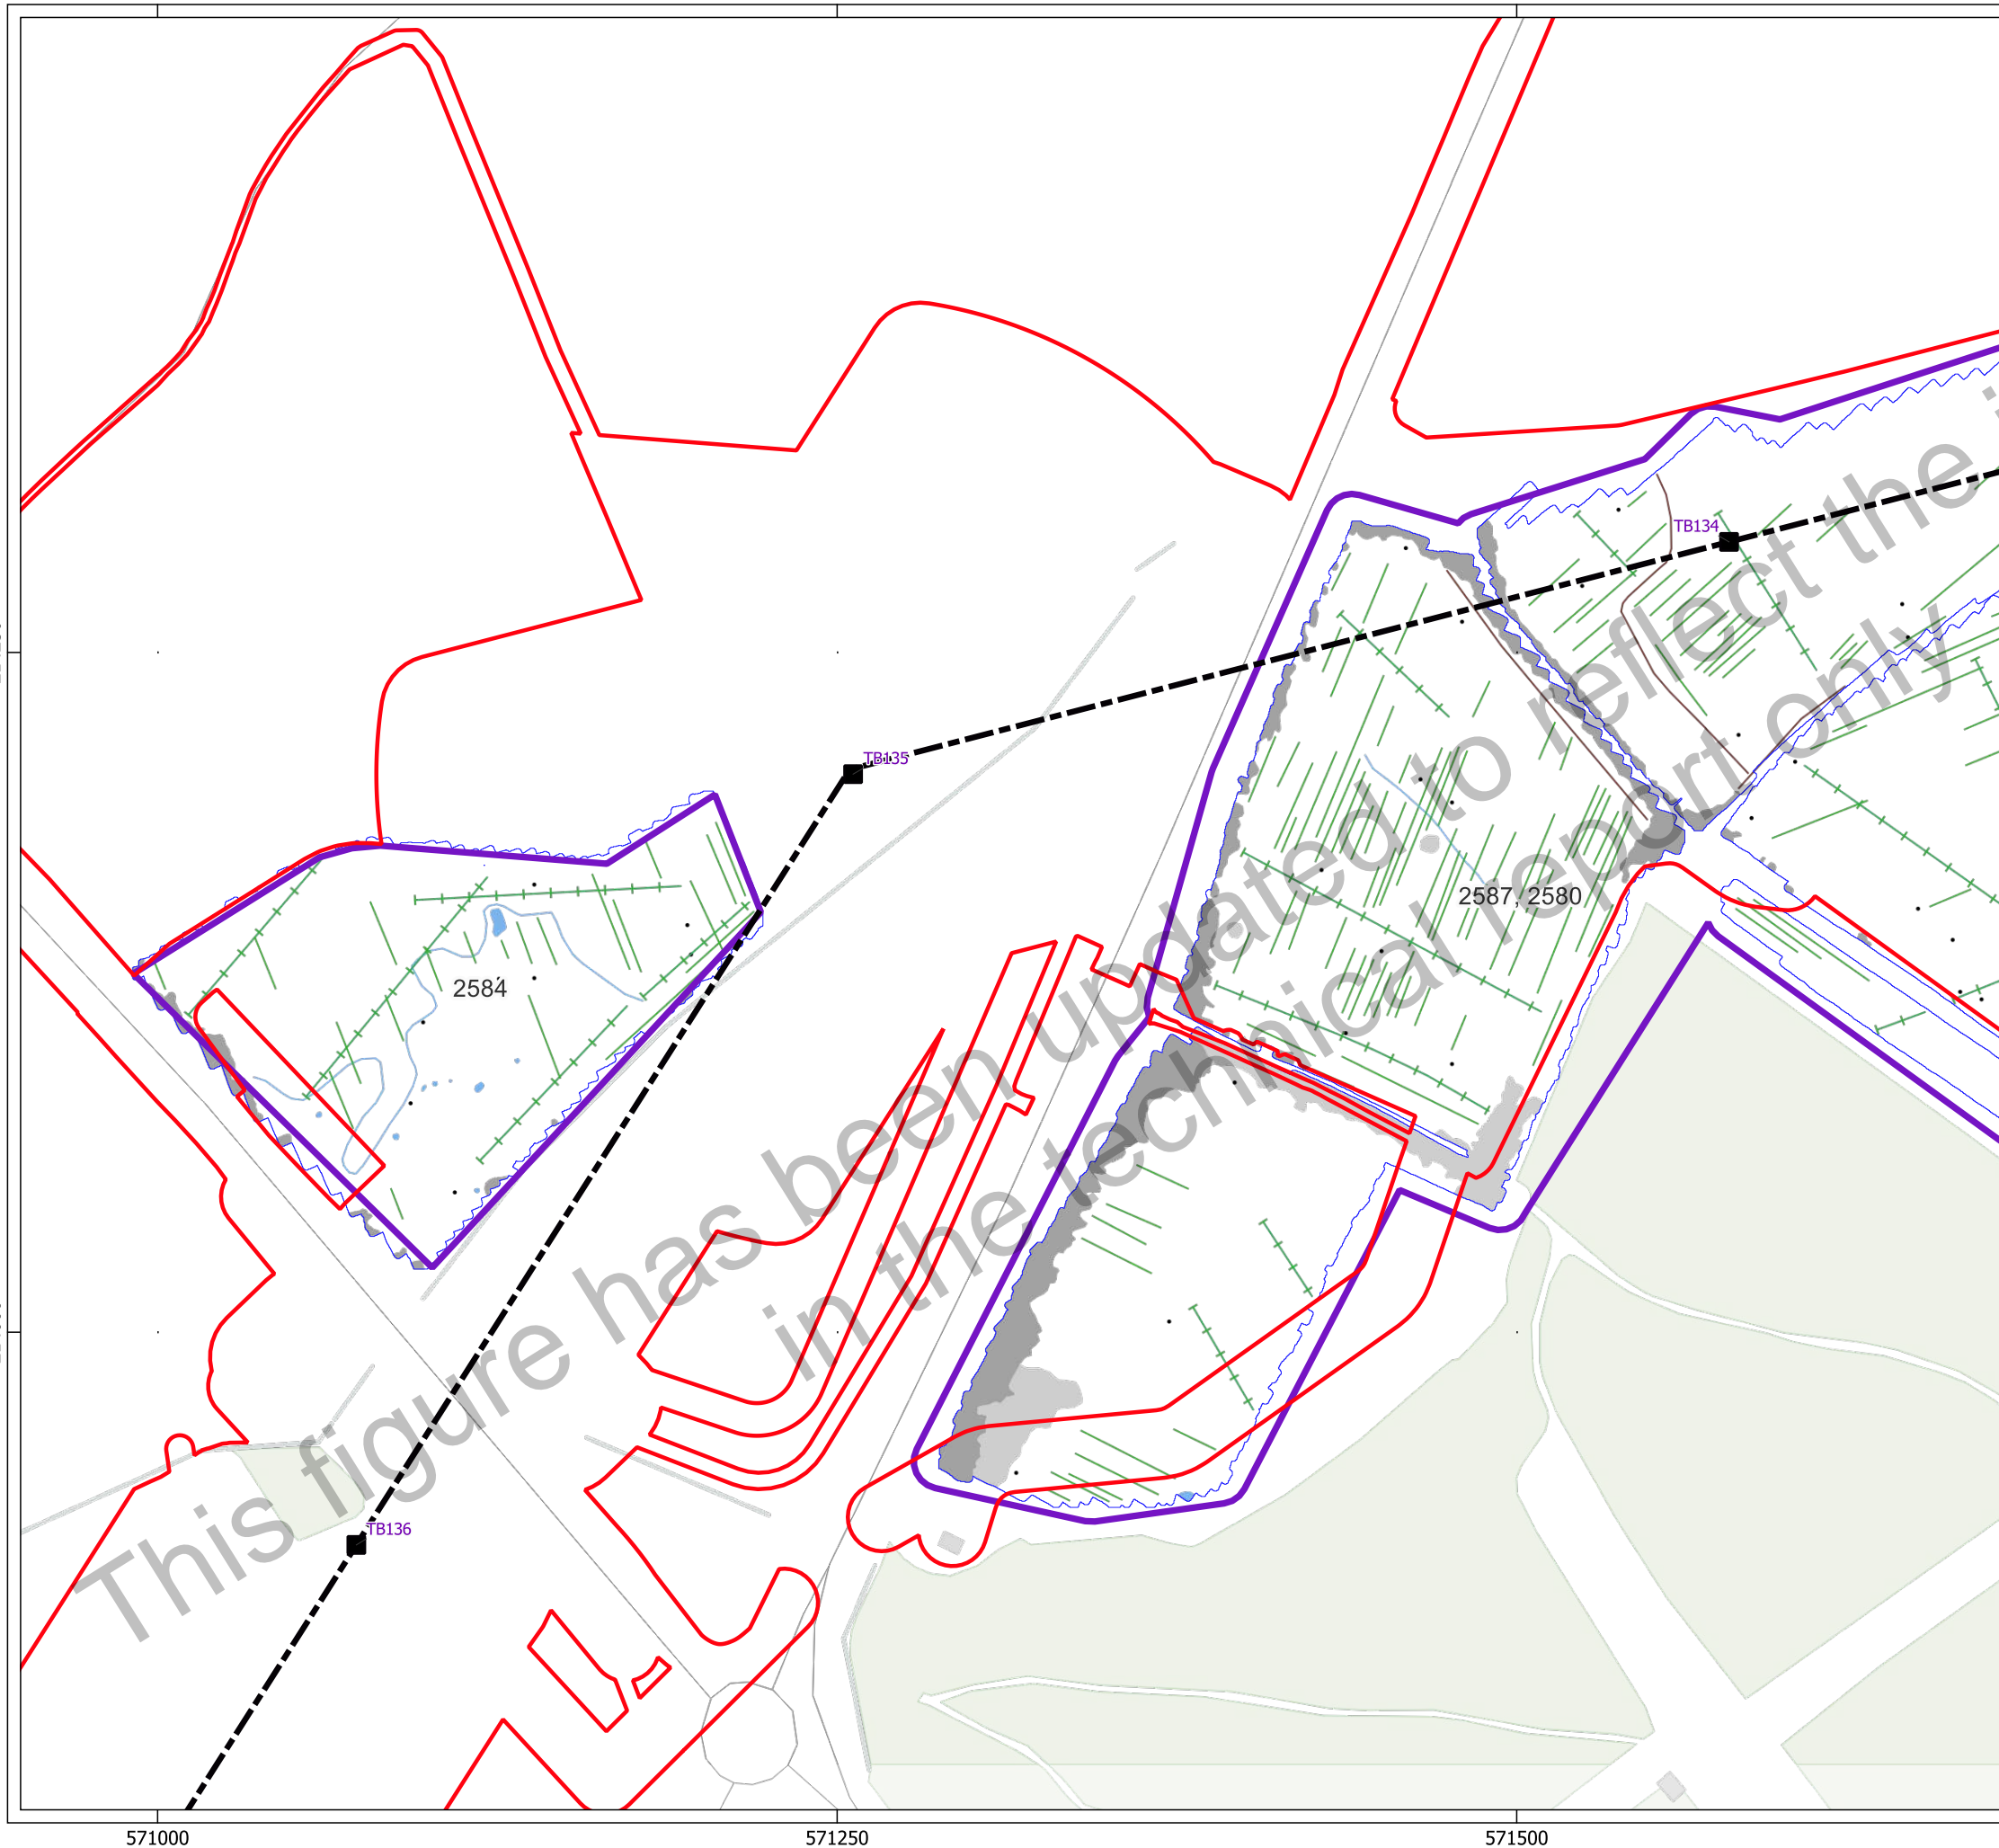 TB134
TB135
2587, 2580
2584
This figure has been updated to reflect the
in the technical report only
TB136
571000
571250
571500